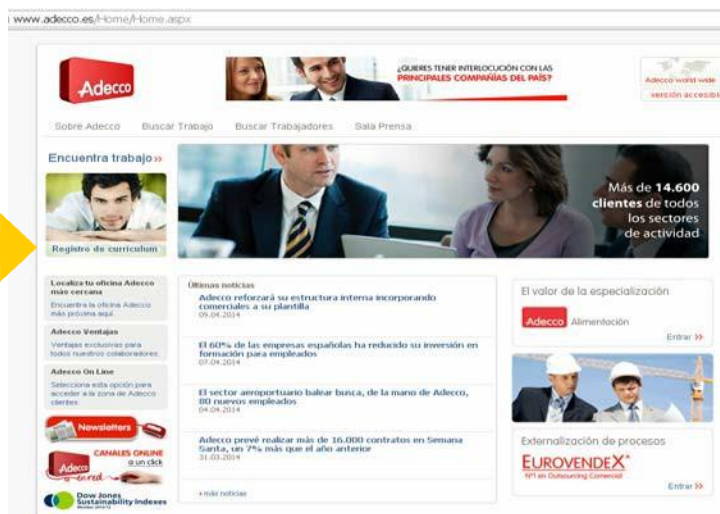 www.adecco.es/Home/Home.aspx
Adecco
¿QUIERES TENER INTERLOCUCIÓN CON LAS
PRINCIPALES COMPAÑÍAS DEL PAÍS?
Adecco world wide
versión accesible
Sobre Adecco Buscar Trabajo Buscar Trabajadores Sala Prensa
Encuentra trabajo »
Registro de curriculum
Más de 14.600
clientes de todos
los sectores
de actividad
Localiza tu oficina Adecco
más cercana
Encuentra la oficina Adecco
más próxima aquí.
Adecco Ventajas
Ventajas exclusivas para
todos nuestros colaboradores.
Adecco On Line
Selecciona esta opción para
acceder a la zona de Adecco
clientes.
Newsletters
CANALES ONLINE
a un click
Adecco
en red
Dow Jones
Sustainability Indexes
Últimas noticias
Adecco reforzará su estructura interna incorporando
comerciales a su plantilla
09.04.2014
El 60% de las empresas españolas ha reducido su inversión en
formación para empleados
07.04.2014
El sector aeroportuario balear busca, de la mano de Adecco,
80 nuevos empleados
04.04.2014
Adecco prevé realizar más de 16.000 contratos en Semana
Santa, un 7% más que el año anterior
31.03.2014
+más noticias
El valor de la especialización
Adecco Alimentación
Entrar »
Externalización de procesos
EUROVENDEX
Nº1 en Outsourcing Comercial
Entrar »